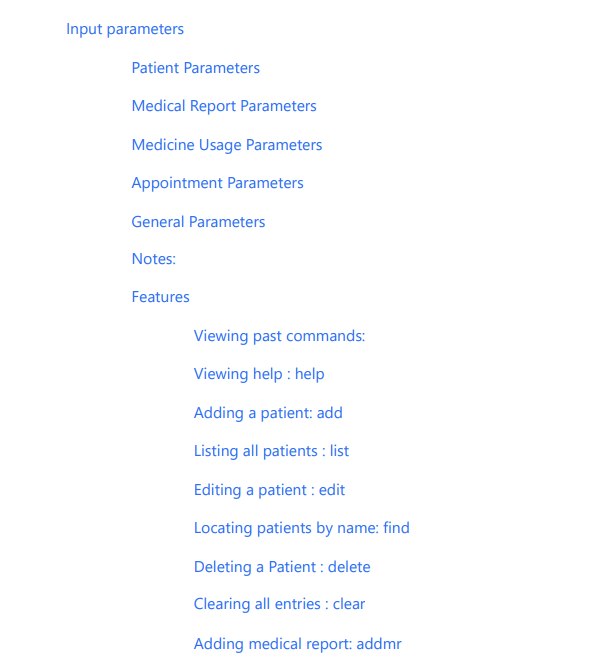 Input parameters
Patient Parameters
Medical Report Parameters
Medicine Usage Parameters
Appointment Parameters
General Parameters
Notes:
Features
Viewing past commands:
Viewing help : help
Adding a patient: add
Listing all patients : list
Editing a patient : edit
Locating patients by name: find
Deleting a Patient : delete
Clearing all entries : clear
Adding medical report: addmr